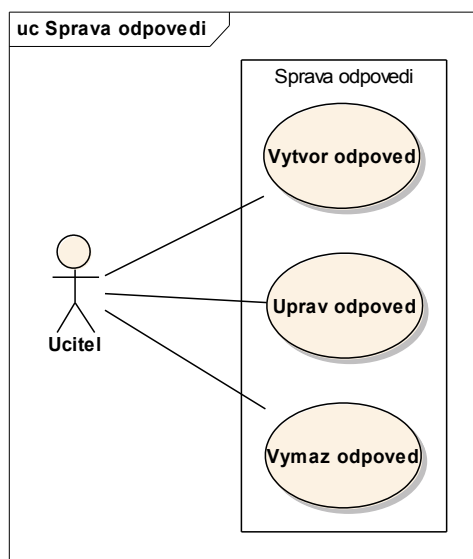 uc Sprava odpovedi
Sprava odpovedi
Vytvor odpoved
Uprav odpoved
Ucitel
Vymaz odpoved